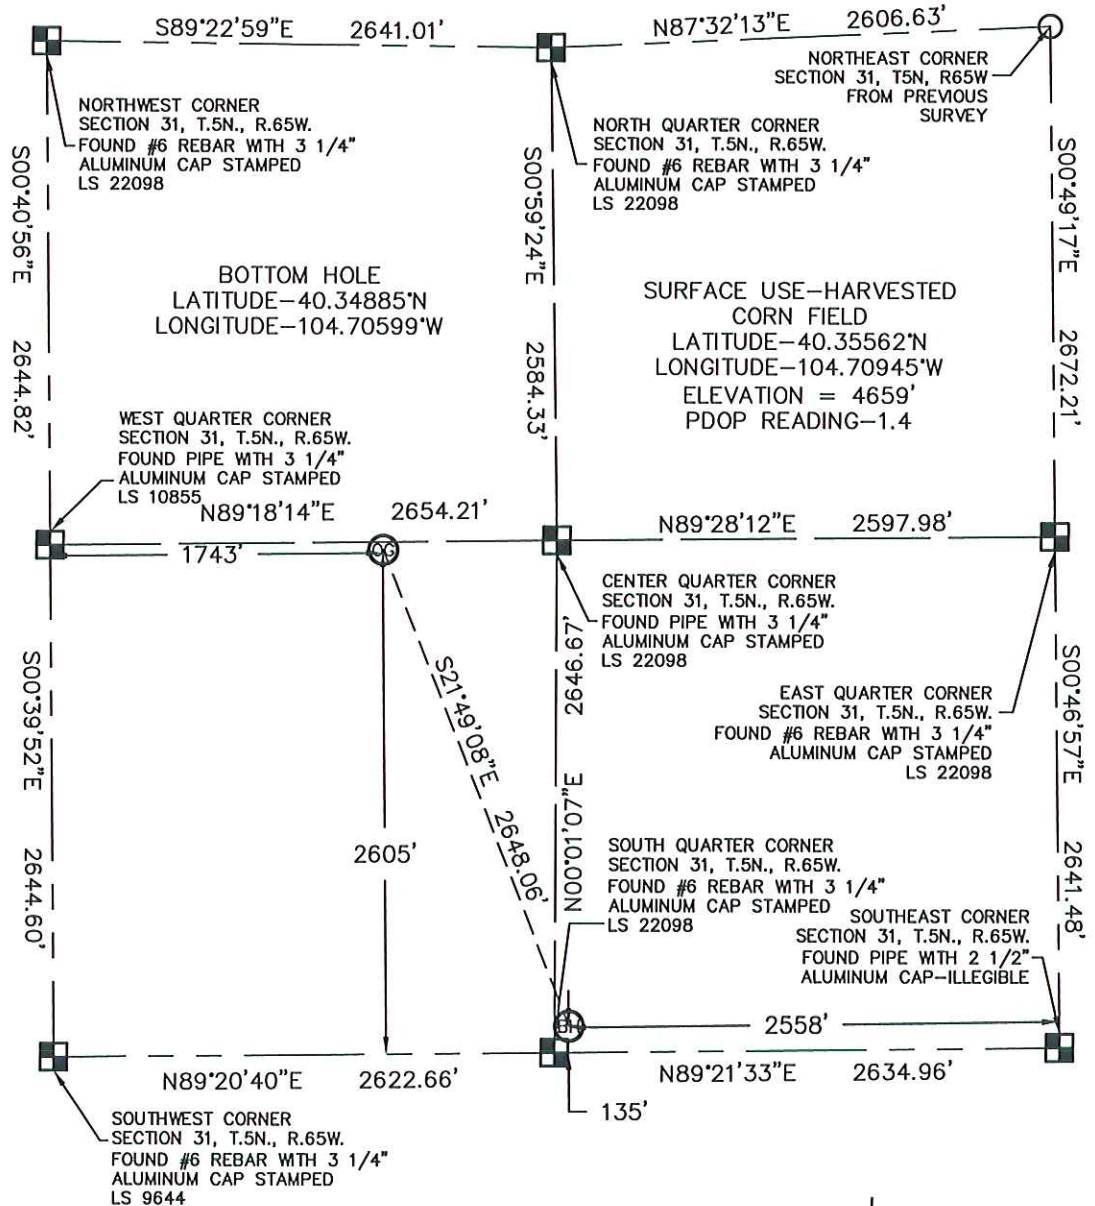 S89°22'59"E 2641.01'
N87°32'13"E 2606.63'
NORTHEAST CORNER
SECTION 31, T5N, R65W
FROM PREVIOUS
SURVEY
NORTHWEST CORNER
SECTION 31, T.5N., R.65W.
FOUND #6 REBAR WITH 3 1/4"
ALUMINUM CAP STAMPED
LS 22098
NORTH QUARTER CORNER
SECTION 31, T.5N., R.65W.
FOUND #6 REBAR WITH 3 1/4"
ALUMINUM CAP STAMPED
LS 22098
S00°40'56"E 2644.82'
S00°59'24"E 2584.33'
S00°49'17"E 2672.21'
BOTTOM HOLE
LATITUDE-40.34885°N
LONGITUDE-104.70599°W
SURFACE USE-HARVESTED
CORN FIELD
LATITUDE-40.35562°N
LONGITUDE-104.70945°W
ELEVATION = 4659'
PDOP READING-1.4
WEST QUARTER CORNER
SECTION 31, T.5N., R.65W.
FOUND PIPE WITH 3 1/4"
ALUMINUM CAP STAMPED
LS 10855
N89°18'14"E 2654.21'
N89°28'12"E 2597.98'
1743'
OG
CENTER QUARTER CORNER
SECTION 31, T.5N., R.65W.
FOUND PIPE WITH 3 1/4"
ALUMINUM CAP STAMPED
LS 22098
EAST QUARTER CORNER
SECTION 31, T.5N., R.65W.
FOUND #6 REBAR WITH 3 1/4"
ALUMINUM CAP STAMPED
LS 22098
S00°39'52"E 2644.60'
S21°49'08"E 2648.06'
N00°01'07"E 2646.67'
S00°46'57"E 2641.48'
2605'
SOUTH QUARTER CORNER
SECTION 31, T.5N., R.65W.
FOUND #6 REBAR WITH 3 1/4"
ALUMINUM CAP STAMPED
LS 22098
SOUTHEAST CORNER
SECTION 31, T.5N., R.65W.
FOUND PIPE WITH 2 1/2"
ALUMINUM CAP-ILLEGIBLE
BH
2558'
N89°20'40"E 2622.66'
N89°21'33"E 2634.96'
135'
SOUTHWEST CORNER
SECTION 31, T.5N., R.65W.
FOUND #6 REBAR WITH 3 1/4"
ALUMINUM CAP STAMPED
LS 9644